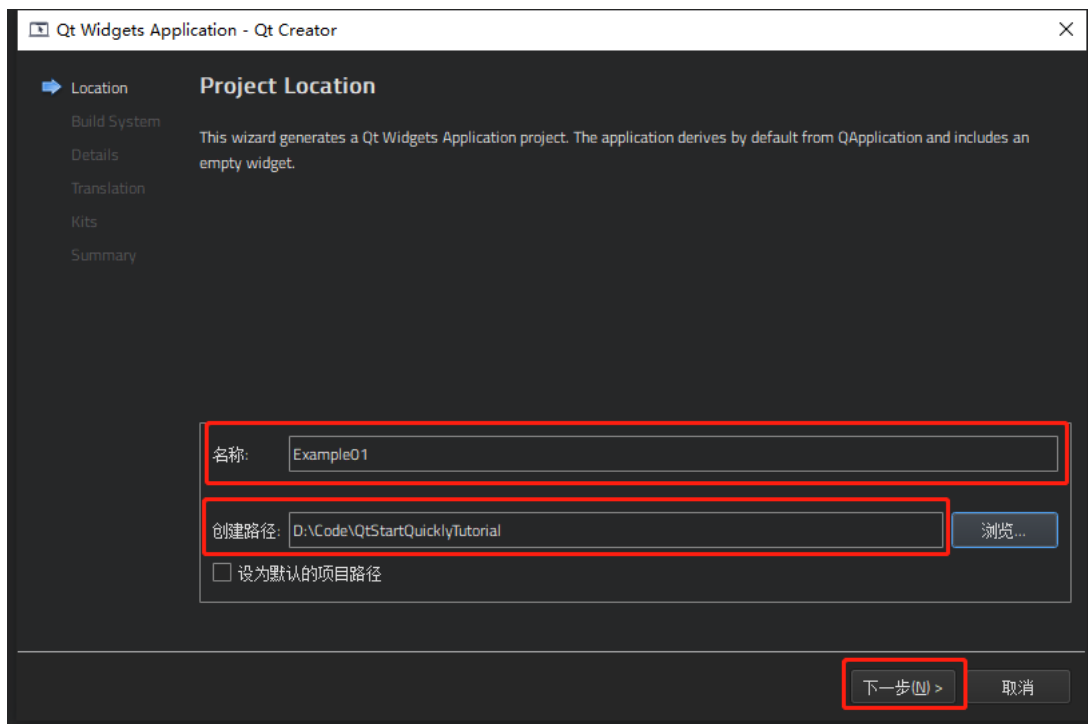 Qt Widgets Application - Qt Creator
Location
Build System
Details
Translation
Kits
Summary
Project Location
This wizard generates a Qt Widgets Application project. The application derives by default from QApplication and includes an
empty widget.
名称: Example01
创建路径: D:\Code\QtStartQuicklyTutorial 浏览...
设为默认的项目路径
下一步(N) > 取消